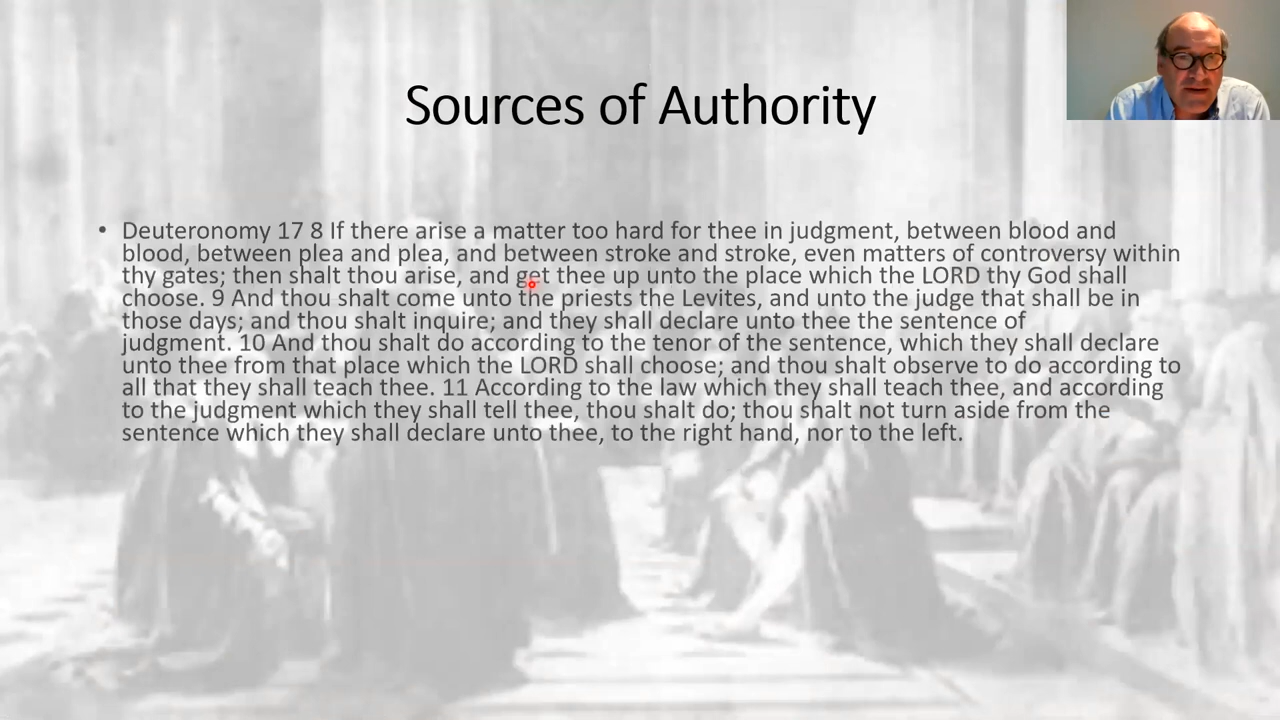 Sources of Authority
• Deuteronomy 17 8 If there arise a matter too hard for thee in judgment, between blood and
blood, between plea and plea, and between stroke and stroke, even matters of controversy within
thy gates; then shalt thou arise, and get thee up unto the place which the LORD thy God shall
choose. 9 And thou shalt come unto the priests the Levites, and unto the judge that shall be in
those days; and thou shalt inquire; and they shall declare unto thee the sentence of
judgment. 10 And thou shalt do according to the tenor of the sentence, which they shall declare
unto thee from that place which the LORD shall choose; and thou shalt observe to do according to
all that they shall teach thee. 11 According to the law which they shall teach thee, and according
to the judgment which they shall tell thee, thou shalt do; thou shalt not turn aside from the
sentence which they shall declare unto thee, to the right hand, nor to the left.